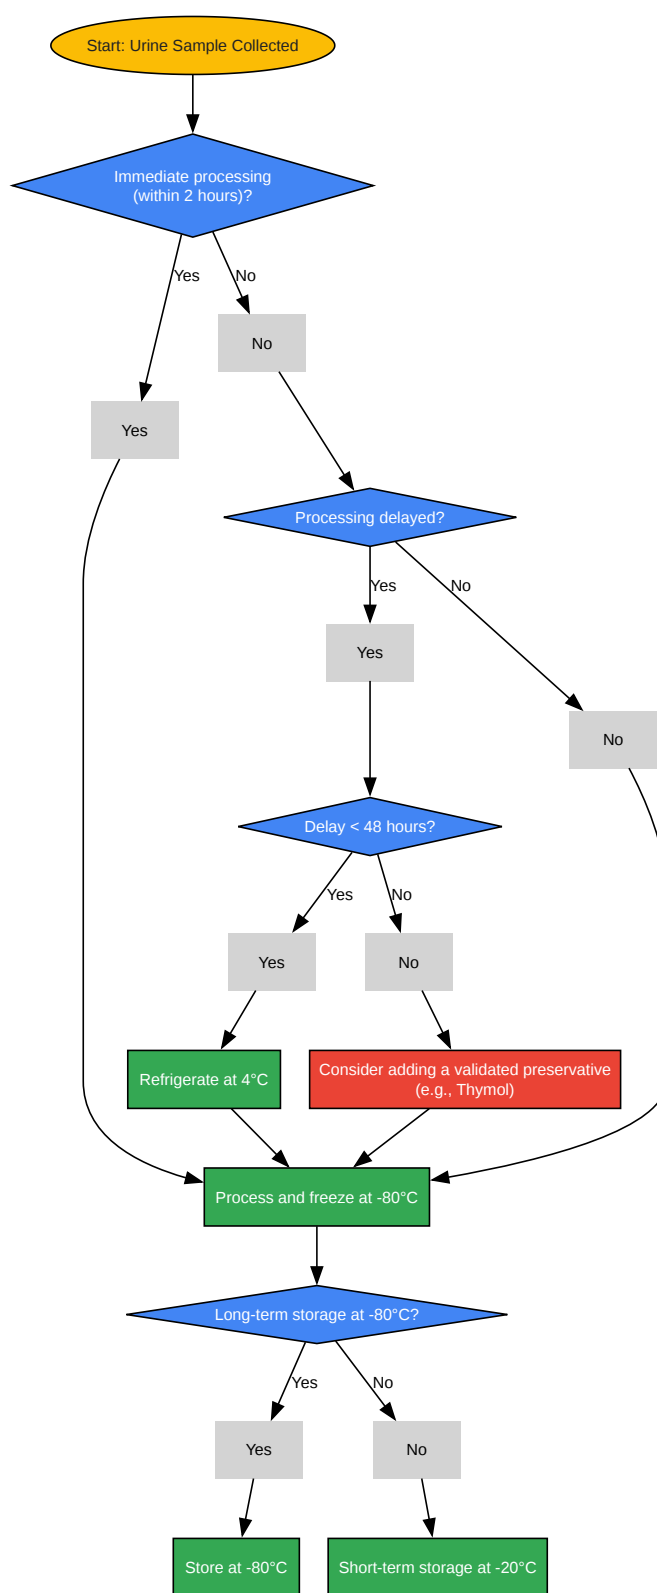 Start: Urine Sample Collected
Immediate processing
(within 2 hours)?
Yes
No
No
Yes
Processing delayed?
Yes
No
Yes
No
Delay < 48 hours?
Yes
No
Yes
No
Refrigerate at 4°C
Consider adding a validated preservative
(e.g., Thymol)
Process and freeze at -80°C
Long-term storage at -80°C?
Yes
No
Yes
No
Store at -80°C
Short-term storage at -20°C